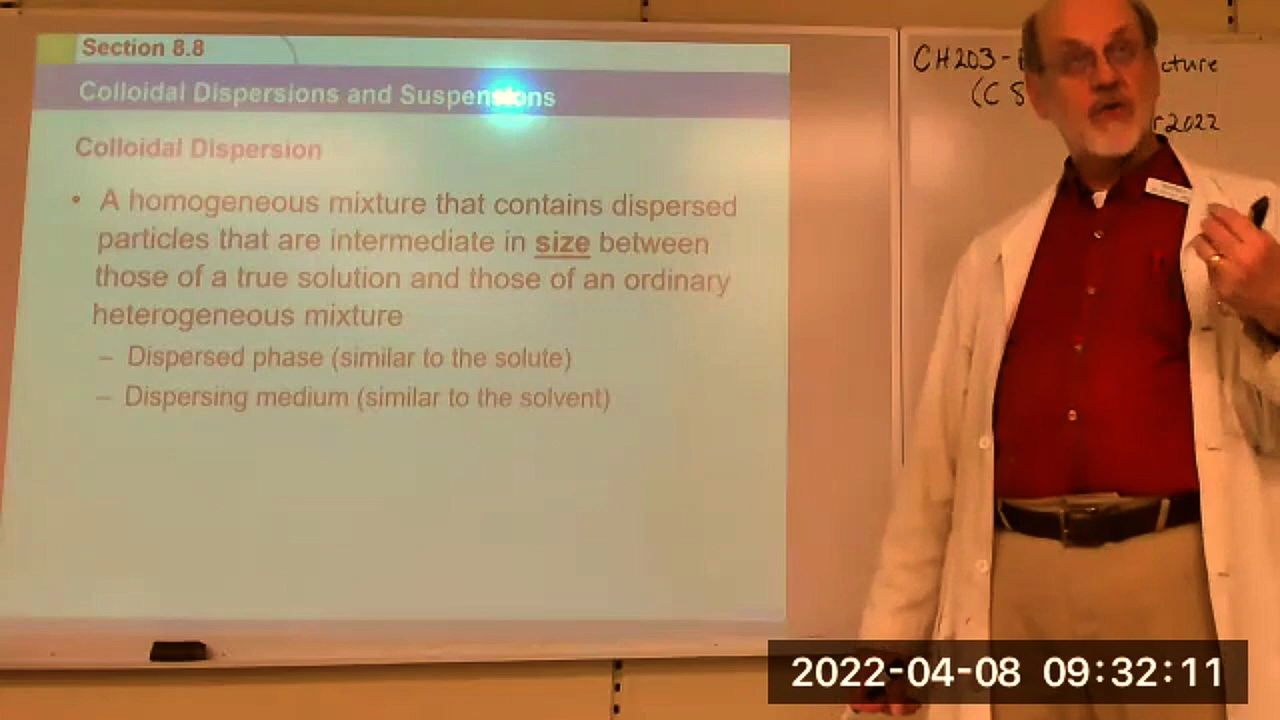 Section 8.8
Colloidal Dispersions and Suspensions
Colloidal Dispersion
• A homogeneous mixture that contains dispersed
particles that are intermediate in size between
those of a true solution and those of an ordinary
heterogeneous mixture
– Dispersed phase (similar to the solute)
– Dispersing medium (similar to the solvent)
CH203- cture
(C 8
r2022
2022-04-08 09:32:11